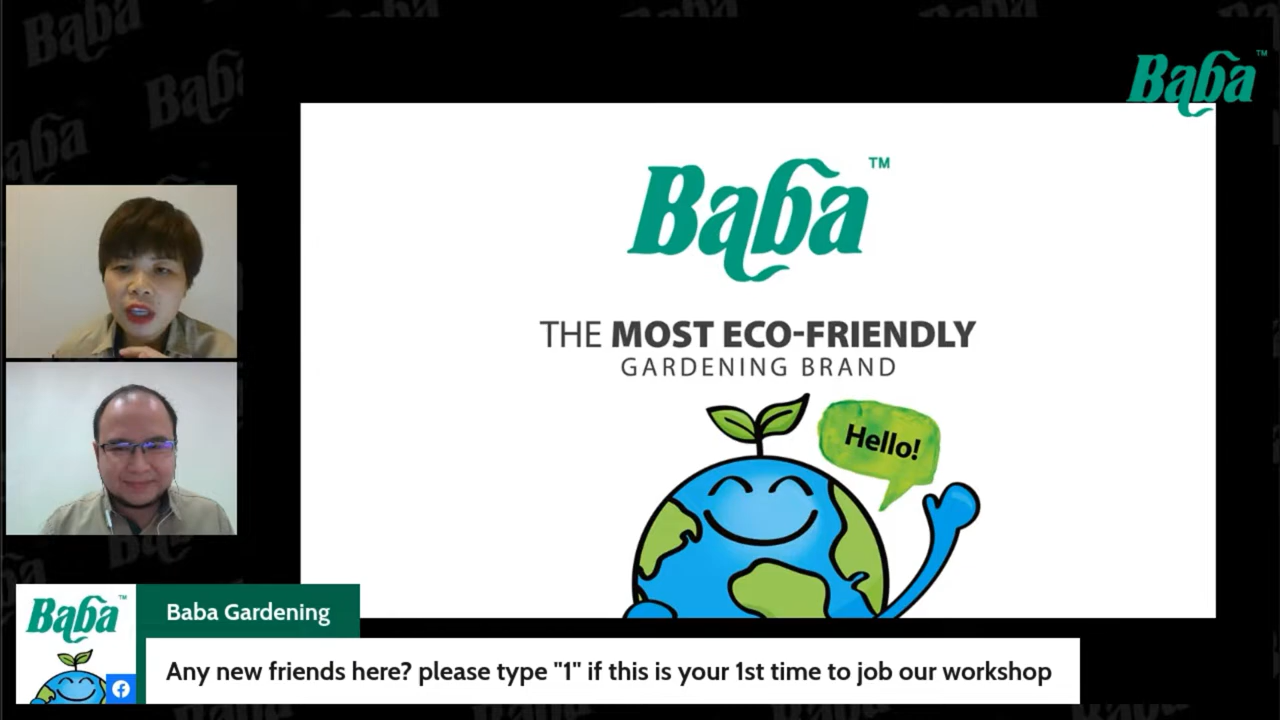 Baba™
Baba™
THE MOST ECO-FRIENDLY
GARDENING BRAND
Hello!
Baba™
Baba Gardening
Any new friends here? please type "1" if this is your 1st time to job our workshop